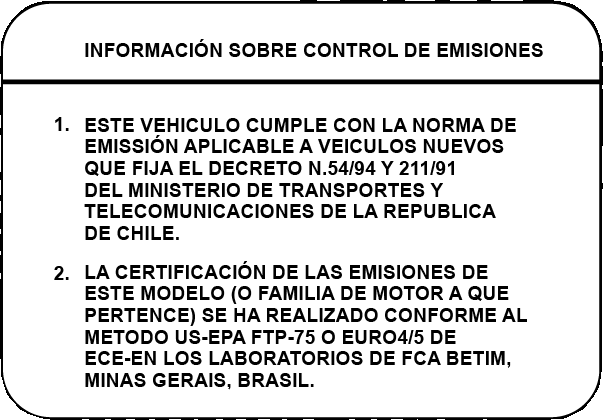 INFORMACIÓN SOBRE CONTROL DE EMISIONES
1. ESTE VEHICULO CUMPLE CON LA NORMA DE
EMISSIÓN APLICABLE A VEICULOS NUEVOS
QUE FIJA EL DECRETO N.54/94 Y 211/91
DEL MINISTERIO DE TRANSPORTES Y
TELECOMUNICACIONES DE LA REPUBLICA
DE CHILE.
2. LA CERTIFICACIÓN DE LAS EMISIONES DE
ESTE MODELO (O FAMILIA DE MOTOR A QUE
PERTENCE) SE HA REALIZADO CONFORME AL
METODO US-EPA FTP-75 O EURO4/5 DE
ECE-EN LOS LABORATORIOS DE FCA BETIM,
MINAS GERAIS, BRASIL.